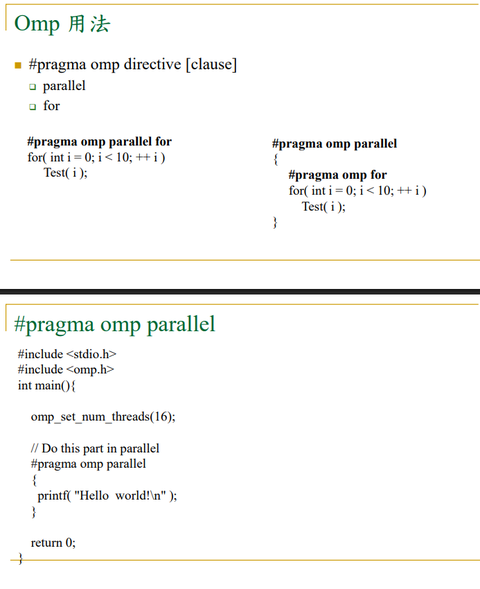 Omp 用法
#pragma omp directive [clause]
parallel
for
#pragma omp parallel for
for( int i = 0; i < 10; ++ i )
Test( i );
#pragma omp parallel
{
#pragma omp for
for( int i = 0; i < 10; ++ i )
Test( i );
}
#pragma omp parallel
#include <stdio.h>
#include <omp.h>
int main(){
omp_set_num_threads(16);
// Do this part in parallel
#pragma omp parallel
{
printf( "Hello  world!\n" );
}
return 0;
}